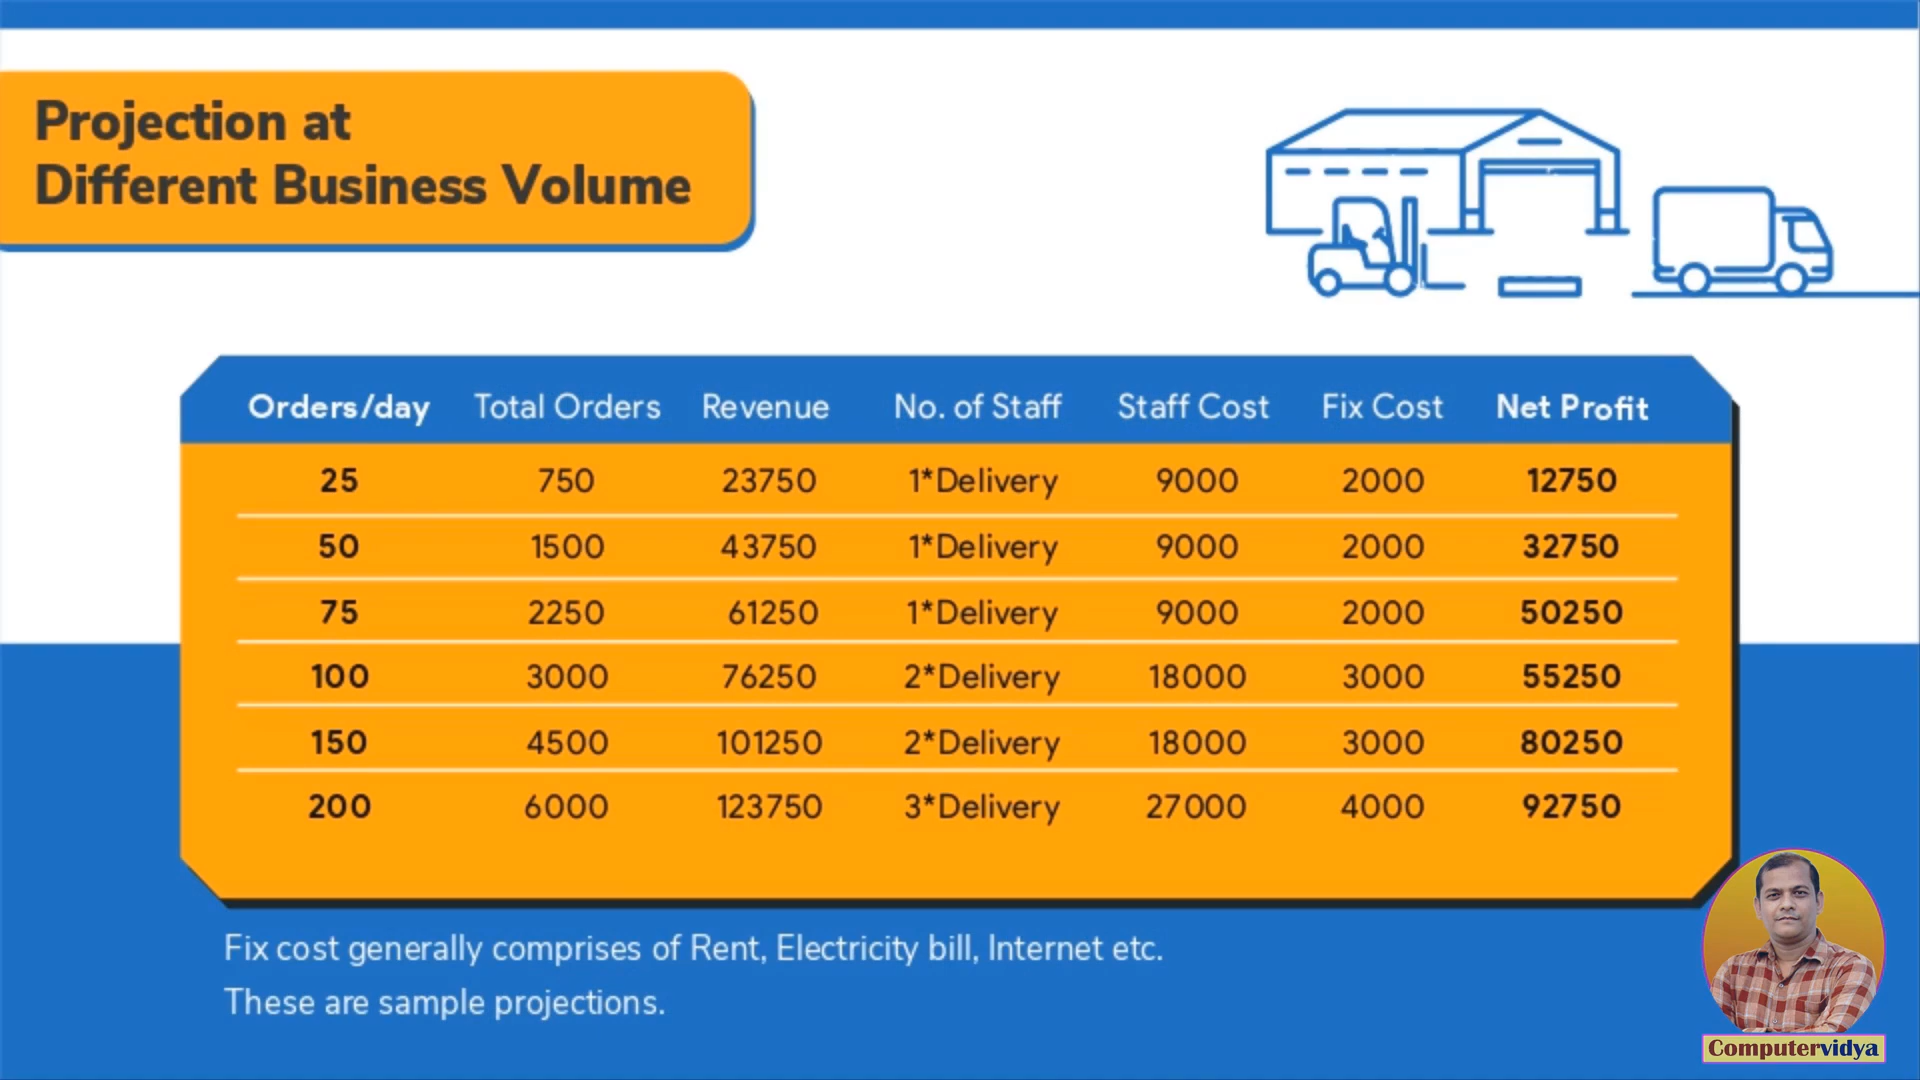 Projection at
Different Business Volume
Orders/day Total Orders Revenue No. of Staff Staff Cost Fix Cost Net Profit
25 750 23750 1*Delivery 9000 2000 12750
50 1500 43750 1*Delivery 9000 2000 32750
75 2250 61250 1*Delivery 9000 2000 50250
100 3000 76250 2*Delivery 18000 3000 55250
150 4500 101250 2*Delivery 18000 3000 80250
200 6000 123750 3*Delivery 27000 4000 92750
Fix cost generally comprises of Rent, Electricity bill, Internet etc.
These are sample projections.
Computervidya